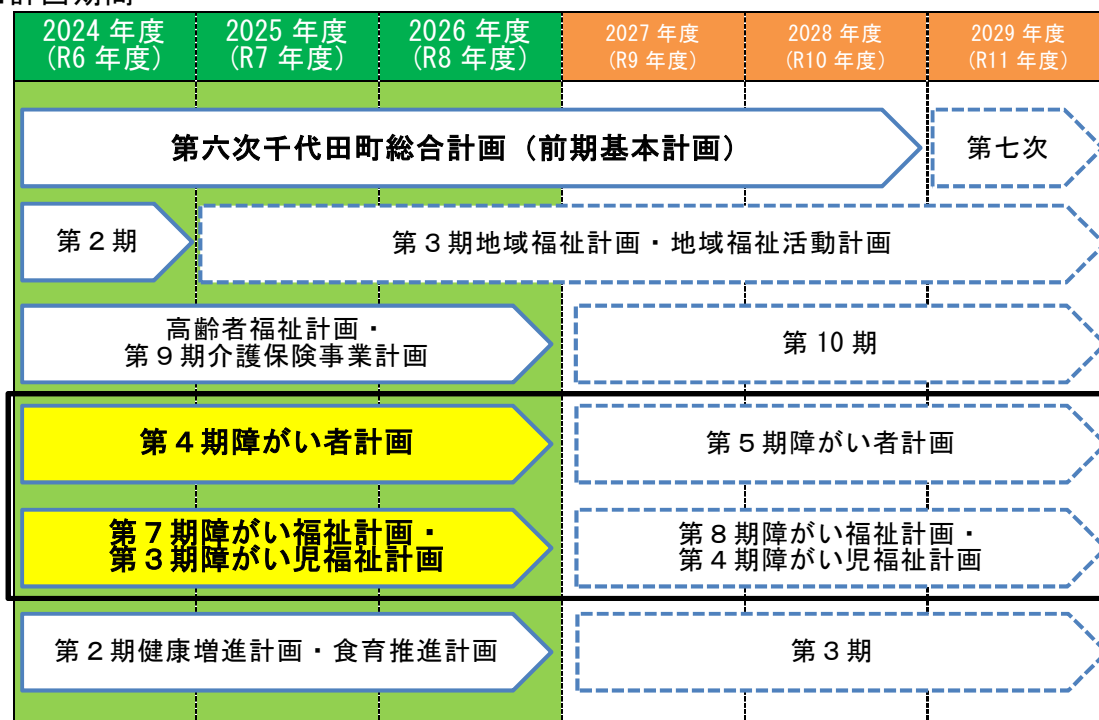 計画期間
2024 年度
(R6 年度)
2025 年度
(R7 年度)
2026 年度
(R8 年度)
2027 年度
(R9 年度)
2028 年度
(R10 年度)
2029 年度
(R11 年度)
第六次千代田町総合計画（前期基本計画）
第七次
第２期
第３期地域福祉計画・地域福祉活動計画
高齢者福祉計画・
第９期介護保険事業計画
第 10 期
第４期障がい者計画
第５期障がい者計画
第７期障がい福祉計画・
第３期障がい児福祉計画
第８期障がい福祉計画・
第４期障がい児福祉計画
第２期健康増進計画・食育推進計画
第３期